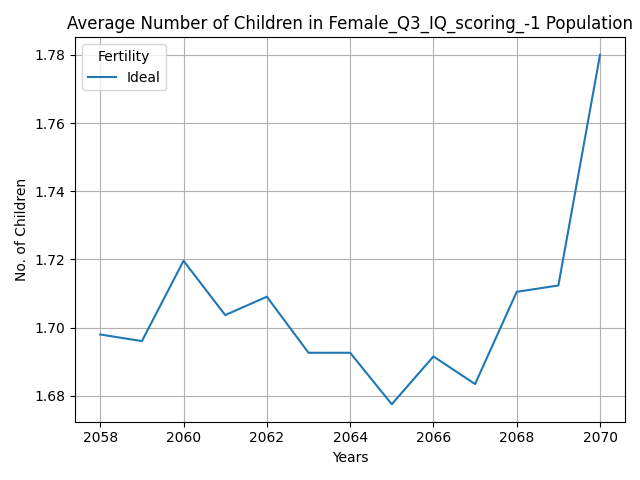 Average Number of Children in Female_Q3_IQ_scoring_-1 Population
Fertility
Ideal
1.78
1.76
1.74
1.72
1.70
1.68
No. of Children
2058 2060 2062 2064 2066 2068 2070
Years